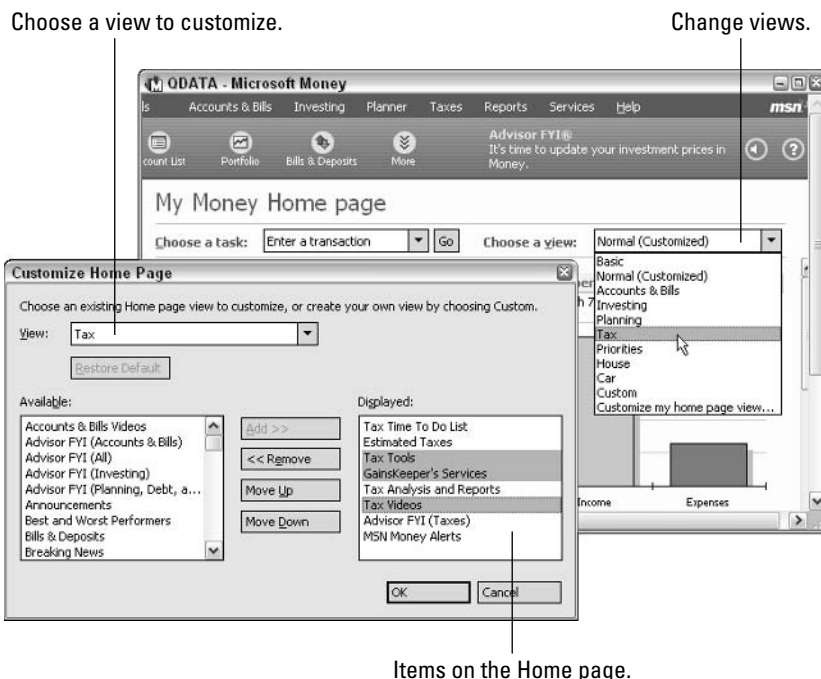 Choose a view to customize.
Change views.
QDATA - Microsoft Money
ls Accounts & Bills Investing Planner Taxes Reports Services Help msn
count List Portfolio Bills & Deposits More
Advisor FYI®
It's time to update your investment prices in
Money.
My Money Home page
Choose a task: Enter a transaction Go Choose a view: Normal (Customized)
Basic
Normal (Customized)
Accounts & Bills
Investing
Planning
Tax
Priorities
House
Car
Custom
Customize my home page view...
h 7
Income Expenses
Customize Home Page
Choose an existing Home page view to customize, or create your own view by choosing Custom.
View: Tax
Restore Default
Available:
Accounts & Bills Videos
Advisor FYI (Accounts & Bills)
Advisor FYI (All)
Advisor FYI (Investing)
Advisor FYI (Planning, Debt, a...
Announcements
Best and Worst Performers
Bills & Deposits
Breaking News
Add >>
<< Remove
Move Up
Move Down
Displayed:
Tax Time To Do List
Estimated Taxes
Tax Tools
GainsKeeper's Services
Tax Analysis and Reports
Tax Videos
Advisor FYI (Taxes)
MSN Money Alerts
OK Cancel
Items on the Home page.